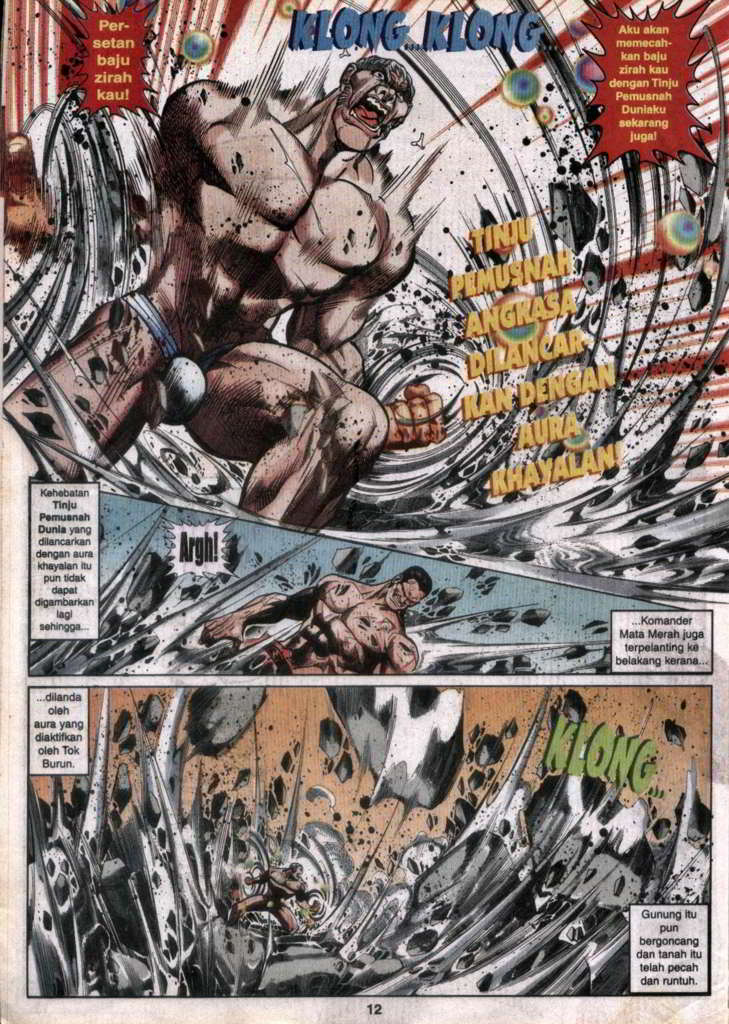 Per-
setan
baju
zirah
kau!
KLONG...KLONG...
Aku akan
memecah-
kan baju
zirah kau
dengan Tinju
Pemusnah
Duniaku
sekarang
juga!
TINJU
PEMUSNAH
ANGKASA
DILANCAR-
KAN DENGAN
AURA
KHAYALAN!
Kehebatan
Tinju
Pemusnah
Dunia yang
dilancarkan
dengan aura
khayalan itu
pun tidak
dapat
digambarkan
lagi
sehingga...
Argh!
...Komander
Mata Merah juga
terpelanting ke
belakang kerana...
...dilanda
oleh
aura yang
diaktifkan
oleh Tok
Burun.
KLONG...
Gunung itu
pun
bergoncang
dan tanah itu
telah pecah
dan runtuh.
12